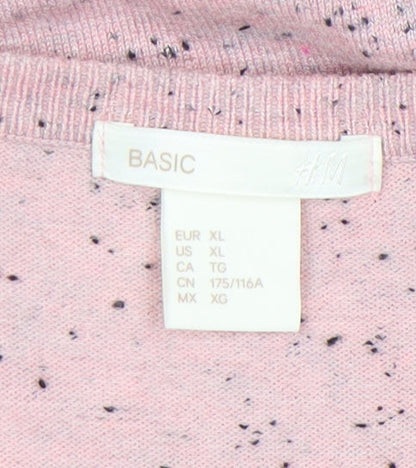 BASIC H&M
EUR XL
US XL
CA TG
CN 175/116A
MX XG